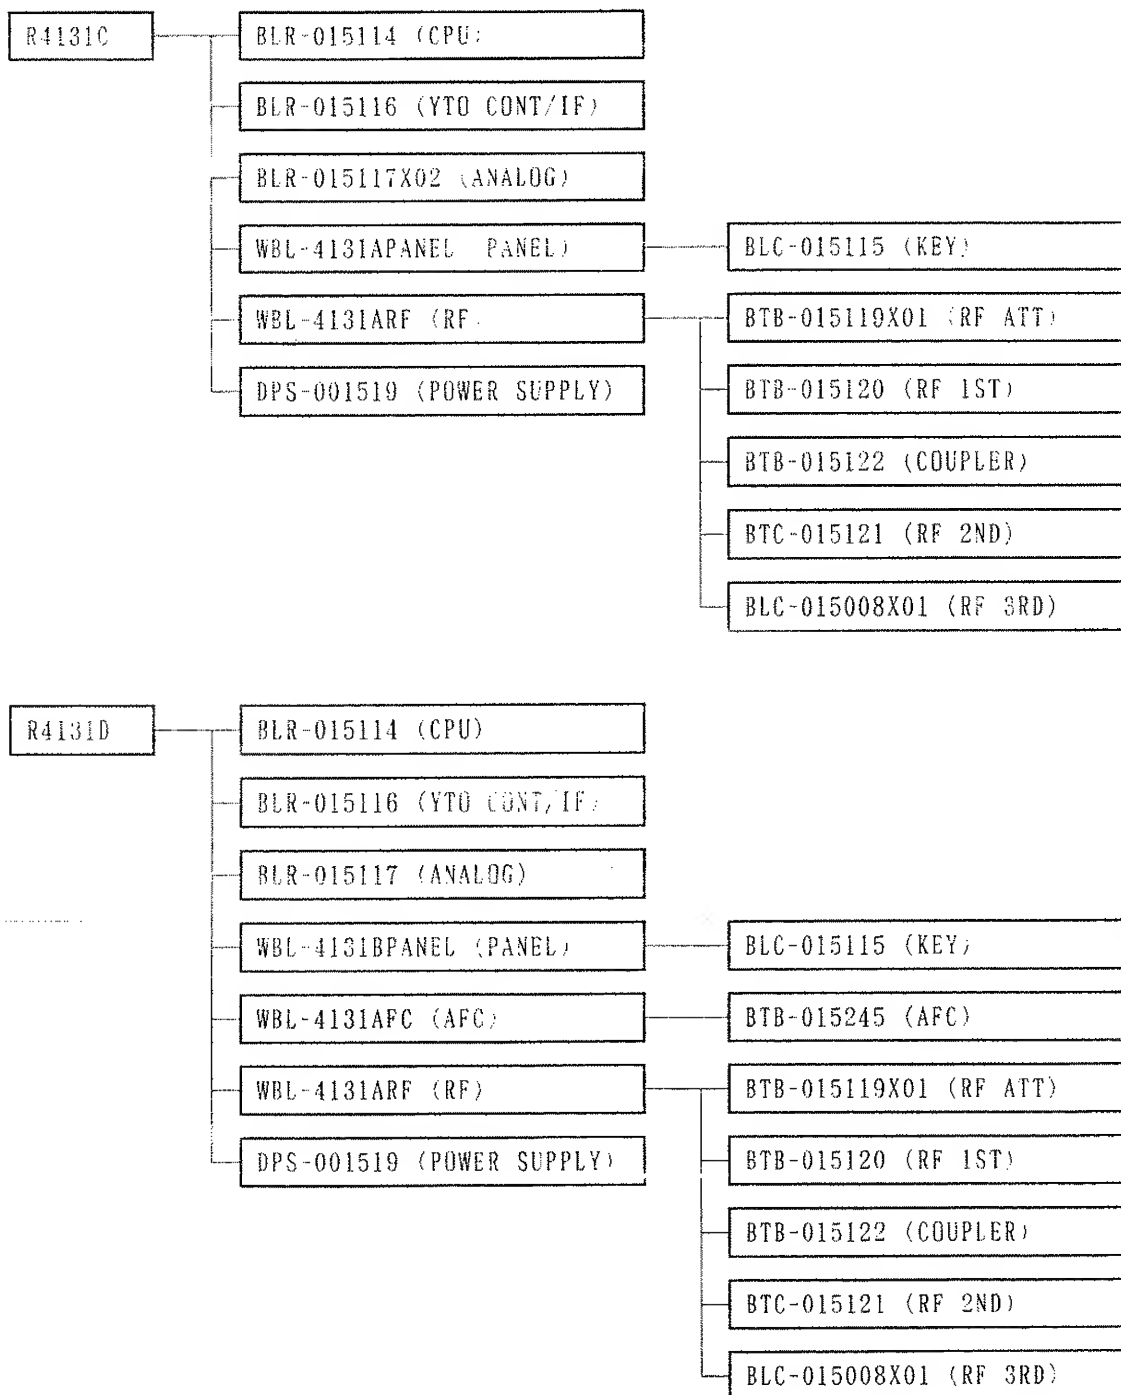 R4131C
BLR-015114 (CPU)
BLR-015116 (YTO CONT/IF)
BLR-015117X02 (ANALOG)
WBL-4131APANEL PANEL)
BLC-015115 (KEY)
WBL-4131ARF (RF)
BTB-015119X01 (RF ATT)
DPS-001519 (POWER SUPPLY)
BTB-015120 (RF 1ST)
BTB-015122 (COUPLER)
BTC-015121 (RF 2ND)
BLC-015008X01 (RF 3RD)
R4131D
BLR-015114 (CPU)
BLR-015116 (YTO CONT/IF)
BLR-015117 (ANALOG)
WBL-4131BPANEL (PANEL)
BLC-015115 (KEY)
WBL-4131AFC (AFC)
BTB-015245 (AFC)
WBL-4131ARF (RF)
BTB-015119X01 (RF ATT)
DPS-001519 (POWER SUPPLY)
BTB-015120 (RF 1ST)
BTB-015122 (COUPLER)
BTC-015121 (RF 2ND)
BLC-015008X01 (RF 3RD)